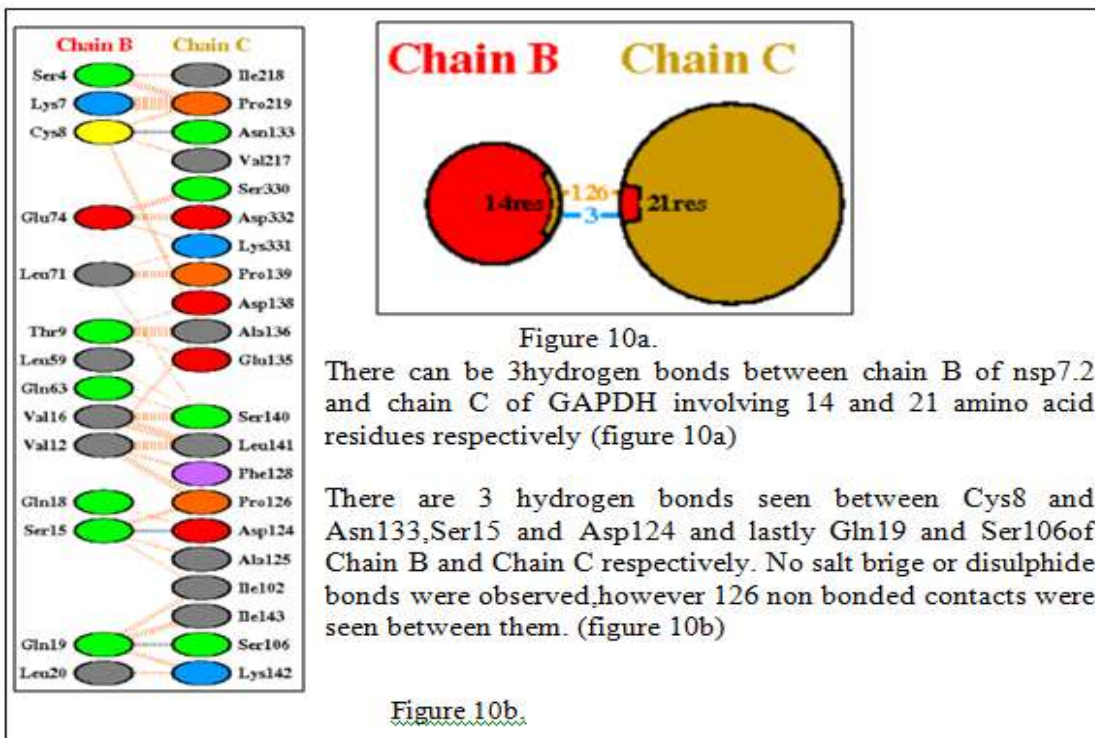 Chain B Chain C
Ser4 Ile218
Lys7 Pro219
Cys8 Asn133
Val217
Ser330
Glu74 Asp332
Lys331
Leu71 Pro139
Asp138
Thr9 Ala136
Leu59 Glu135
Gln63
Val16 Ser140
Val12 Leu141
Phe128
Gln18 Pro126
Ser15 Asp124
Ala125
Ile102
Ile143
Gln19 Ser106
Leu20 Lys142
Chain B Chain C
14res 126 21res
3
Figure 10a.
There can be 3hydrogen bonds between chain B of nsp7.2
and chain C of GAPDH involving 14 and 21 amino acid
residues respectively (figure 10a)
There are 3 hydrogen bonds seen between Cys8 and
Asn133,Ser15 and Asp124 and lastly Gln19 and Ser106of
Chain B and Chain C respectively. No salt brige or disulphide
bonds were observed,however 126 non bonded contacts were
seen between them. (figure 10b)
Figure 10b.